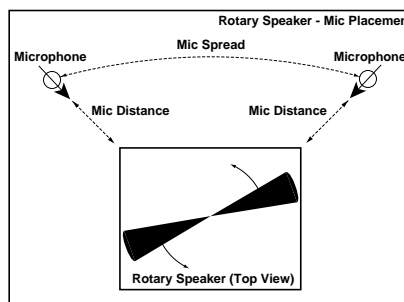 Rotary Speaker - Mic Placemen
Mic Spread
Microphone
Microphone
Mic Distance
Mic Distance
Rotary Speaker (Top View)